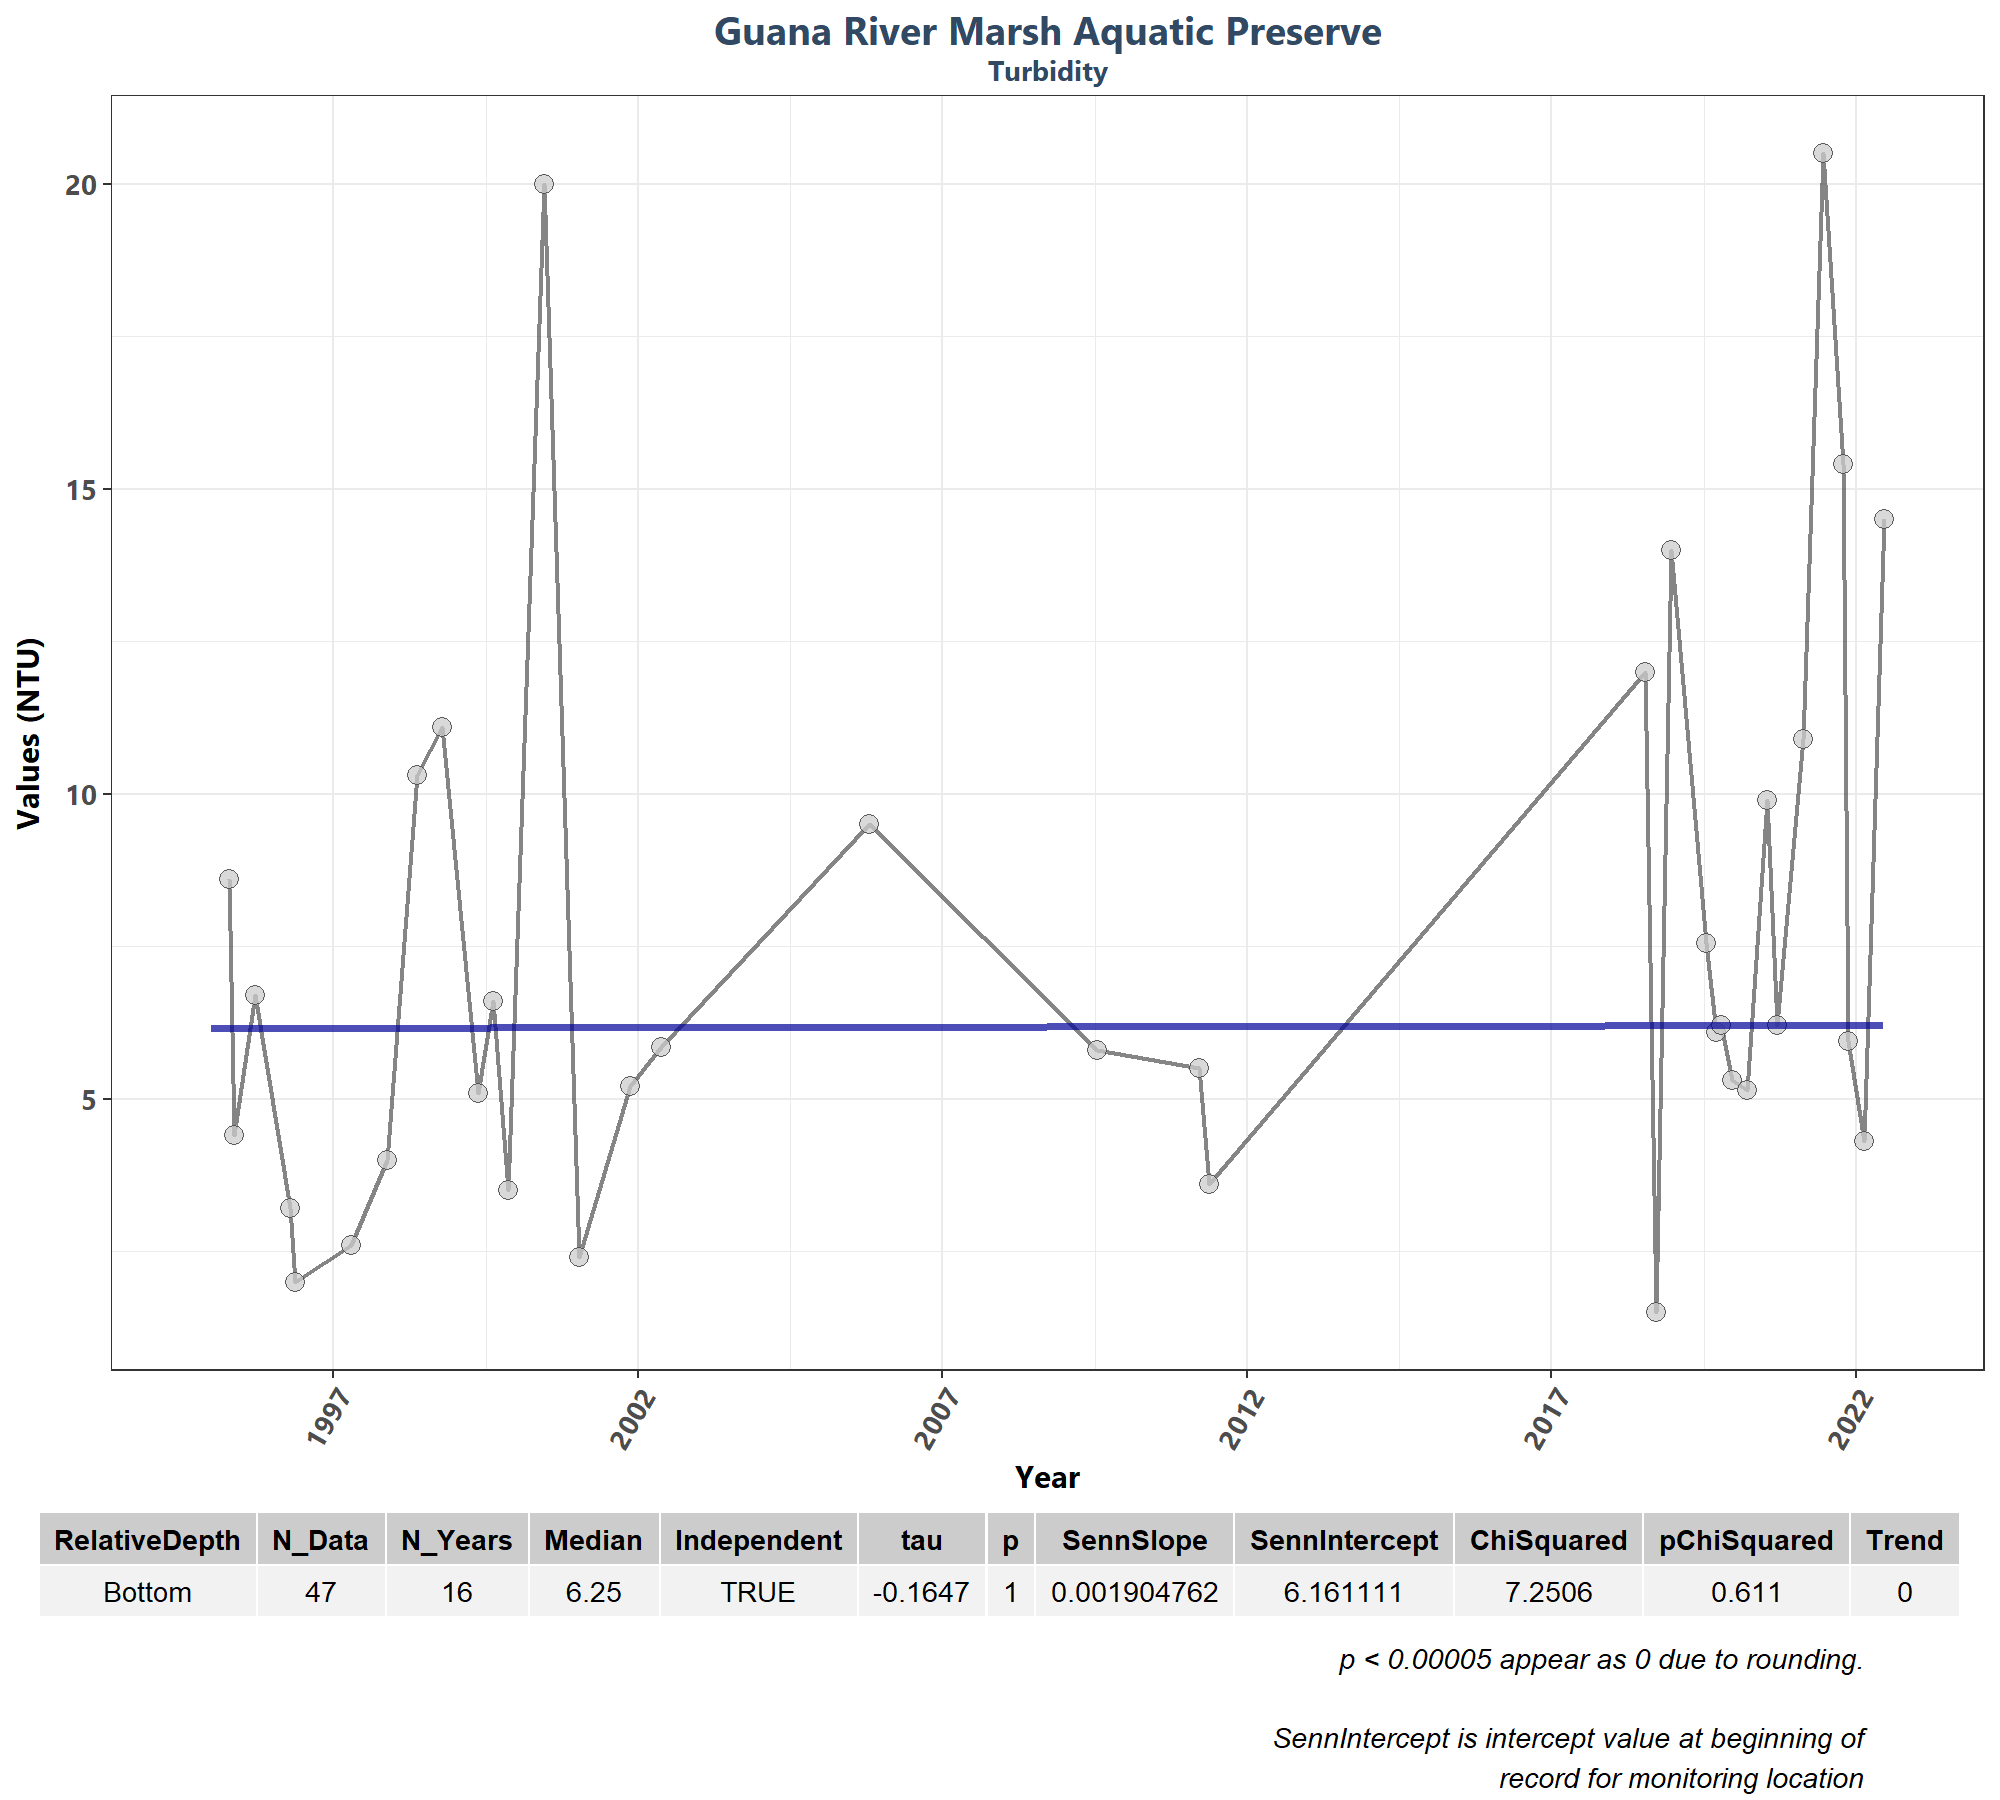 Guana River Marsh Aquatic Preserve
Turbidity
Values (NTU)
20
15
10
5
1997 2002 2007 2012 2017 2022
Year
RelativeDepth N_Data N_Years Median Independent tau p SennSlope SennIntercept ChiSquared pChiSquared Trend
Bottom 47 16 6.25 TRUE -0.1647 1 0.001904762 6.161111 7.2506 0.611 0
p < 0.00005 appear as 0 due to rounding.
SennIntercept is intercept value at beginning of
record for monitoring location